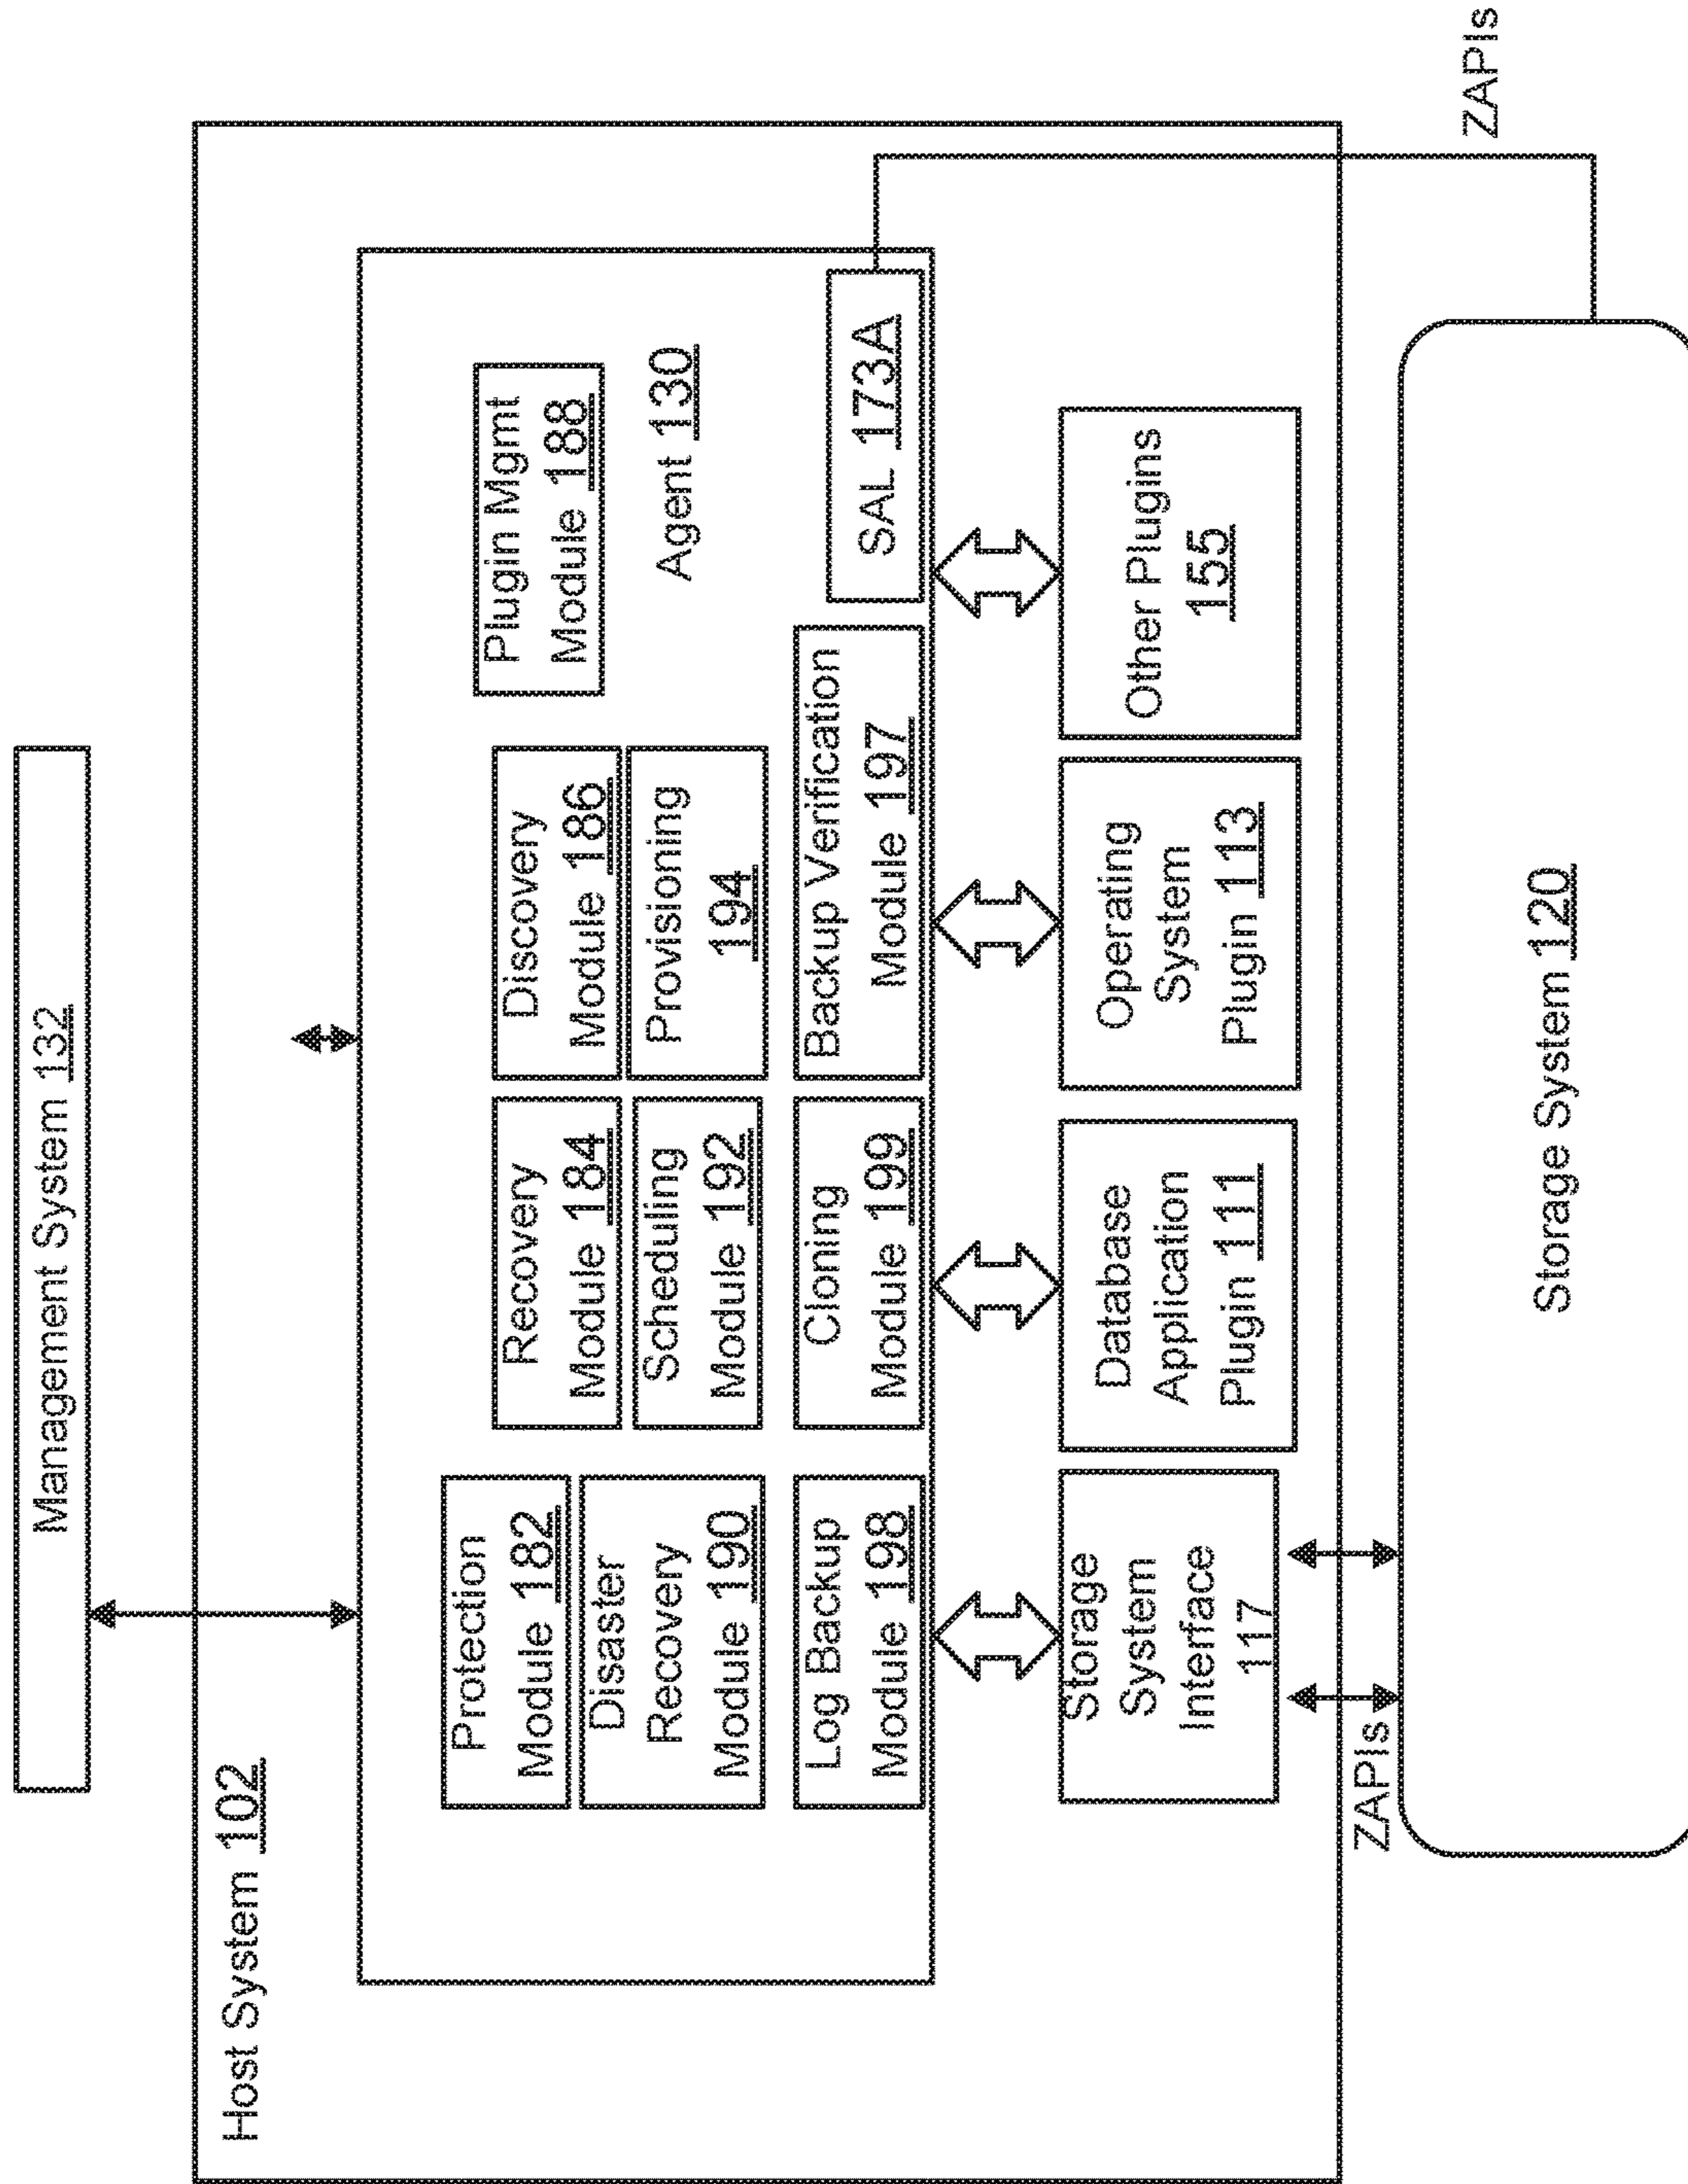 Management System 132
Host System 102
Protection
Module 182
Disaster
Recovery
Module 190
Log Backup
Module 198
Recovery
Module 184
Scheduling
Module 192
Cloning
Module 199
Discovery
Module 186
Provisioning
194
Backup Verification
Module 197
Plugin Mgmt
Module 188
Agent 130
SAL 173A
Storage
System
Interface
117
Database
Application
Plugin 111
Operating
System
Plugin 113
Other Plugins
155
ZAPIs
ZAPIs
Storage System 120